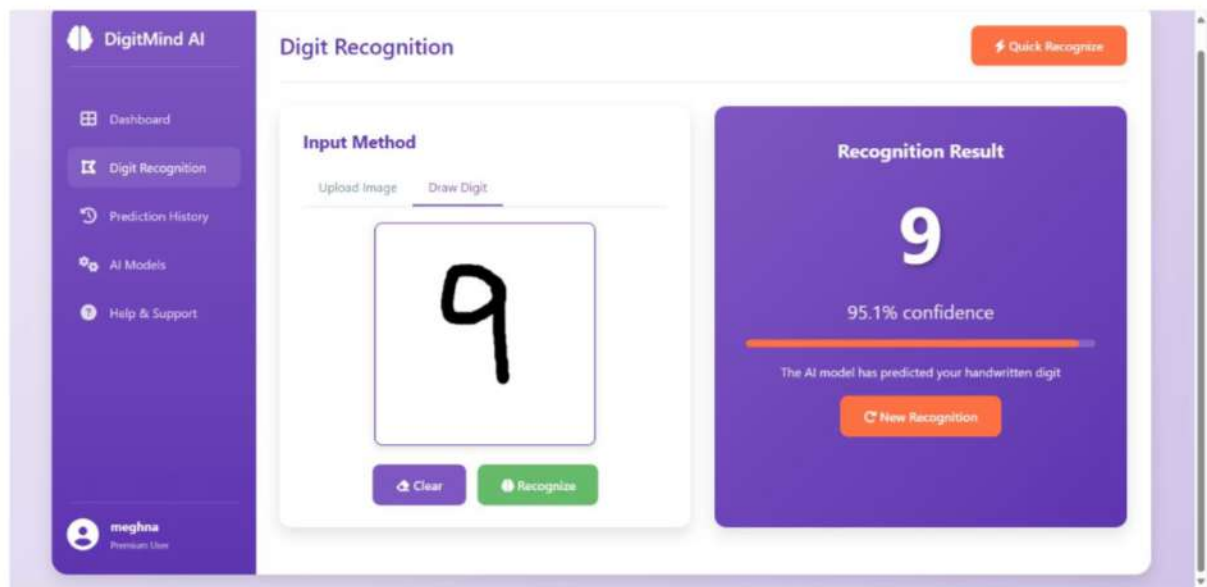 DigitMind AI
Dashboard
Digit Recognition
Prediction History
AI Models
Help & Support
meghna
Premium User
Digit Recognition
Quick Recognize
Input Method
Upload Image Draw Digit
9
Clear Recognize
Recognition Result
9
95.1% confidence
The AI model has predicted your handwritten digit
New Recognition